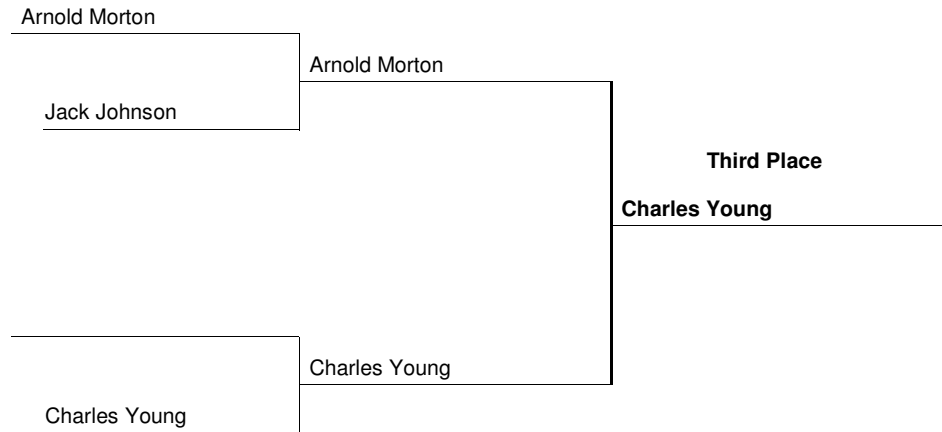 Arnold Morton
Arnold Morton
Jack Johnson
Third Place
Charles Young
Charles Young
Charles Young